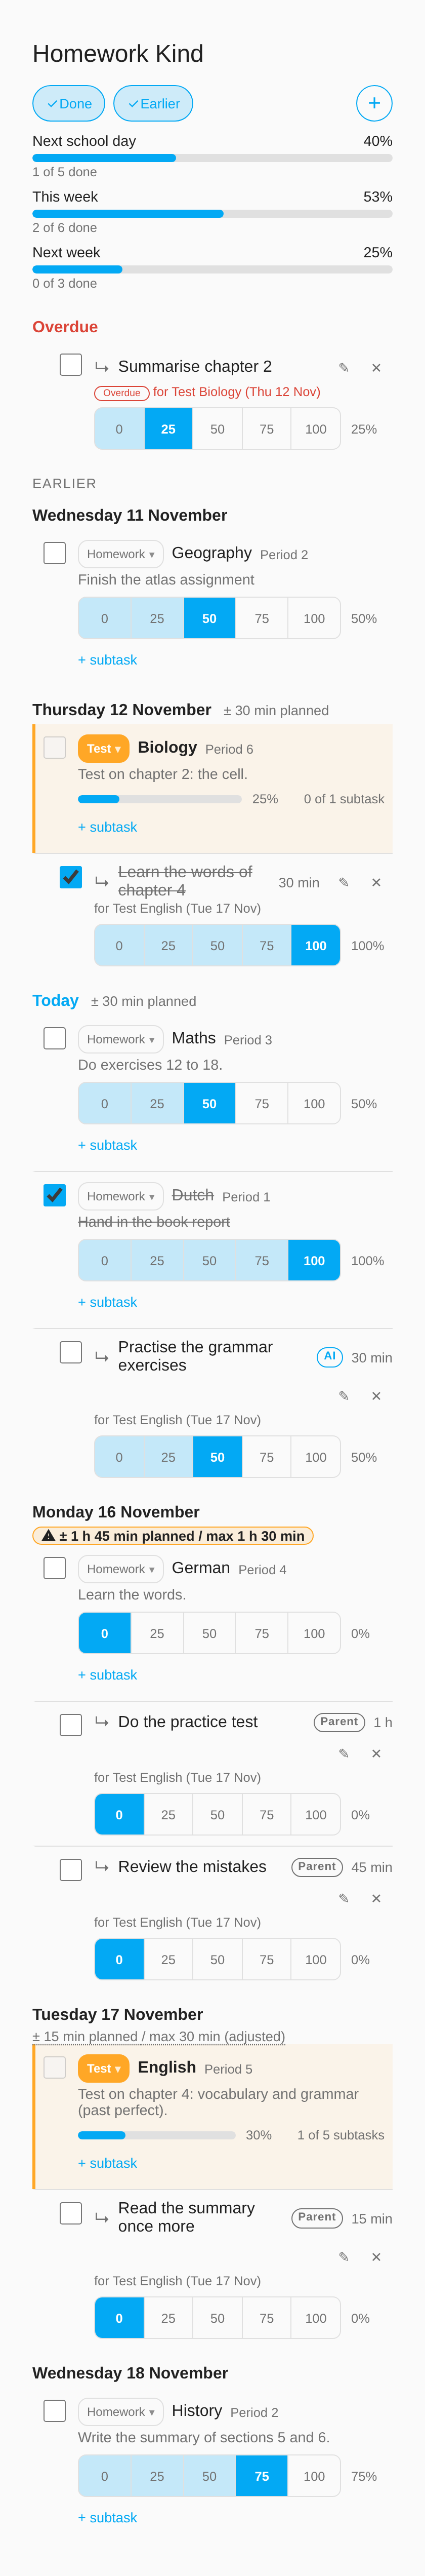 Homework Kind
✓Done ✓Earlier +
Next school day 40%
1 of 5 done
This week 53%
2 of 6 done
Next week 25%
0 of 3 done
Overdue
↳ Summarise chapter 2 ✎ ✕
Overdue for Test Biology (Thu 12 Nov)
0 25 50 75 100 25%
EARLIER
Wednesday 11 November
Homework ▾ Geography Period 2
Finish the atlas assignment
0 25 50 75 100 50%
+ subtask
Thursday 12 November ± 30 min planned
Test ▾ Biology Period 6
Test on chapter 2: the cell.
25% 0 of 1 subtask
+ subtask
↳ Learn the words of
chapter 4 30 min ✎ ✕
for Test English (Tue 17 Nov)
0 25 50 75 100 100%
Today ± 30 min planned
Homework ▾ Maths Period 3
Do exercises 12 to 18.
0 25 50 75 100 50%
+ subtask
Homework ▾ Dutch Period 1
Hand in the book report
0 25 50 75 100 100%
+ subtask
↳ Practise the grammar
exercises AI 30 min
✎ ✕
for Test English (Tue 17 Nov)
0 25 50 75 100 50%
Monday 16 November
⚠ ± 1 h 45 min planned / max 1 h 30 min
Homework ▾ German Period 4
Learn the words.
0 25 50 75 100 0%
+ subtask
↳ Do the practice test Parent 1 h
✎ ✕
for Test English (Tue 17 Nov)
0 25 50 75 100 0%
↳ Review the mistakes Parent 45 min
✎ ✕
for Test English (Tue 17 Nov)
0 25 50 75 100 0%
Tuesday 17 November
± 15 min planned / max 30 min (adjusted)
Test ▾ English Period 5
Test on chapter 4: vocabulary and grammar
(past perfect).
30% 1 of 5 subtasks
+ subtask
↳ Read the summary
once more Parent 15 min
✎ ✕
for Test English (Tue 17 Nov)
0 25 50 75 100 0%
Wednesday 18 November
Homework ▾ History Period 2
Write the summary of sections 5 and 6.
0 25 50 75 100 75%
+ subtask